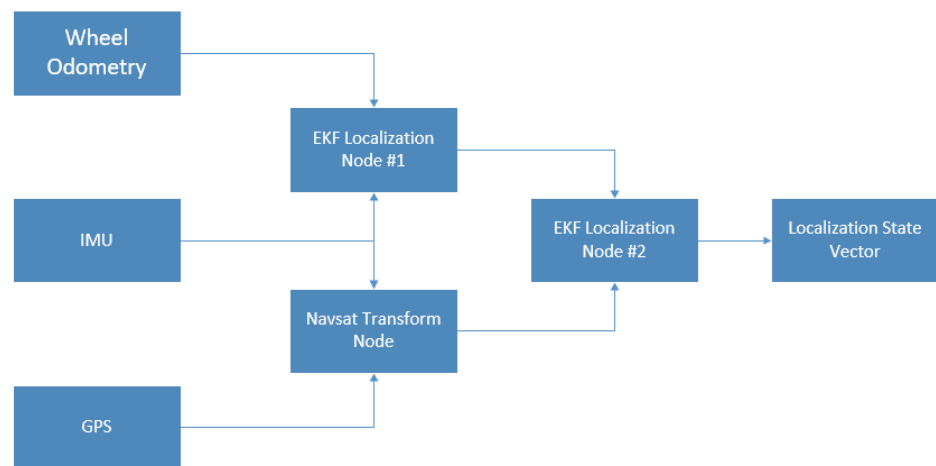 Wheel
Odometry
EKF Localization
Node #1
IMU
EKF Localization
Node #2
Localization State
Vector
Navsat Transform
Node
GPS